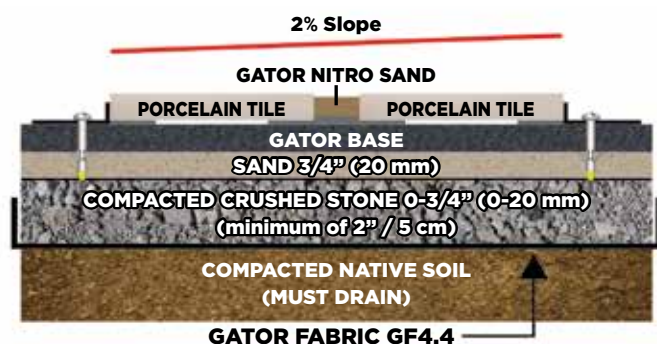 2% Slope
GATOR NITRO SAND
PORCELAIN TILE PORCELAIN TILE
GATOR BASE
SAND 3/4” (20 mm)
COMPACTED CRUSHED STONE 0-3/4” (0-20 mm)
(minimum of 2” / 5 cm)
COMPACTED NATIVE SOIL
(MUST DRAIN)
GATOR FABRIC GF4.4